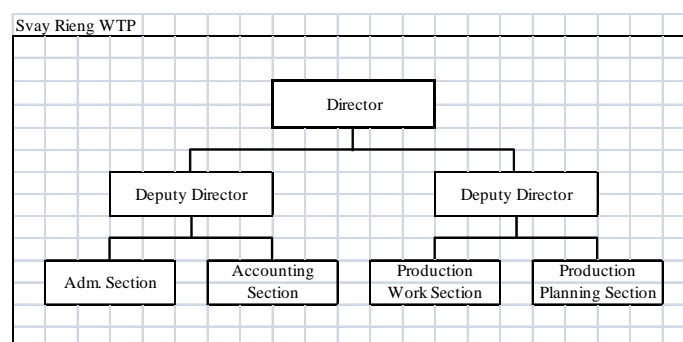 Svay Rieng WTP
Director
Deputy Director
Deputy Director
Adm. Section
Accounting
Section
Production
Work Section
Production
Planning Section